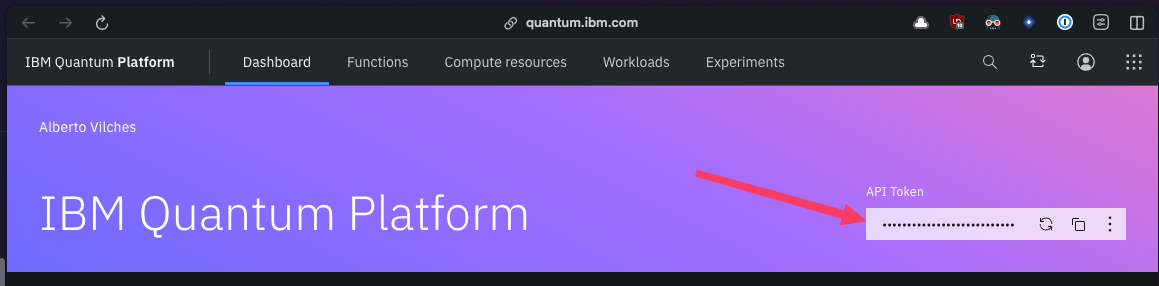 quantum.ibm.com
IBM Quantum Platform
Dashboard
Functions
Compute resources
Workloads
Experiments
Alberto Vilches
IBM Quantum Platform
API Token
•••••••••••••••••••••••••••